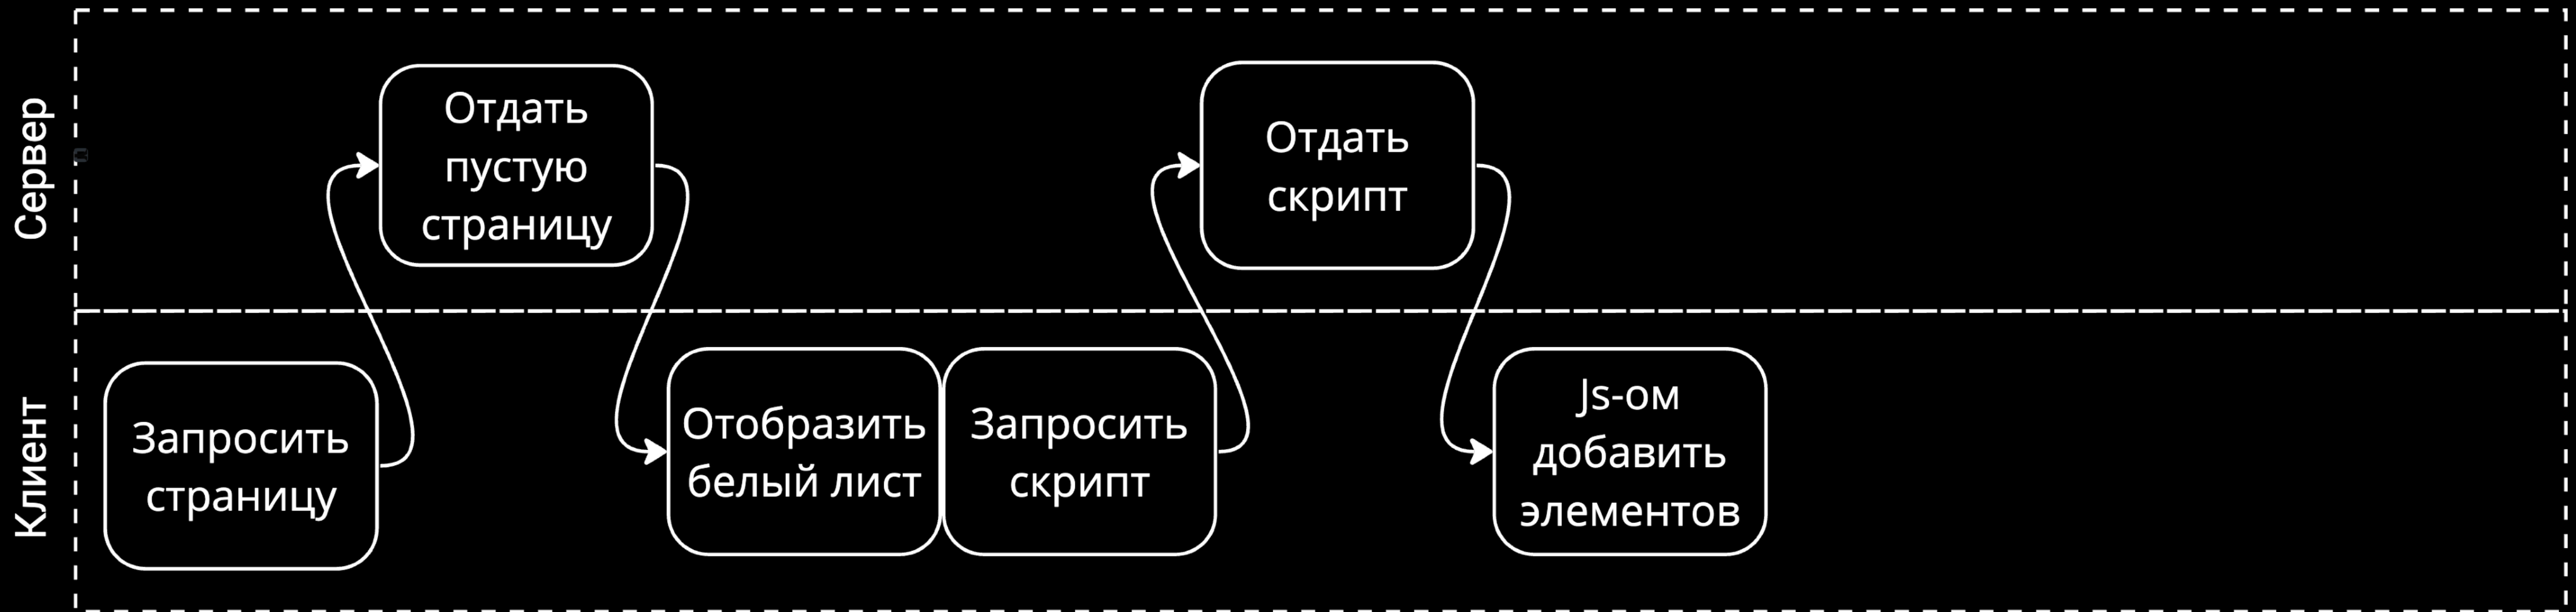 Сервер
Отдать
пустую
страницу
Отдать
скрипт
Клиент
Запросить
страницу
Отобразить
белый лист
Запросить
скрипт
Js-ом
добавить
элементов